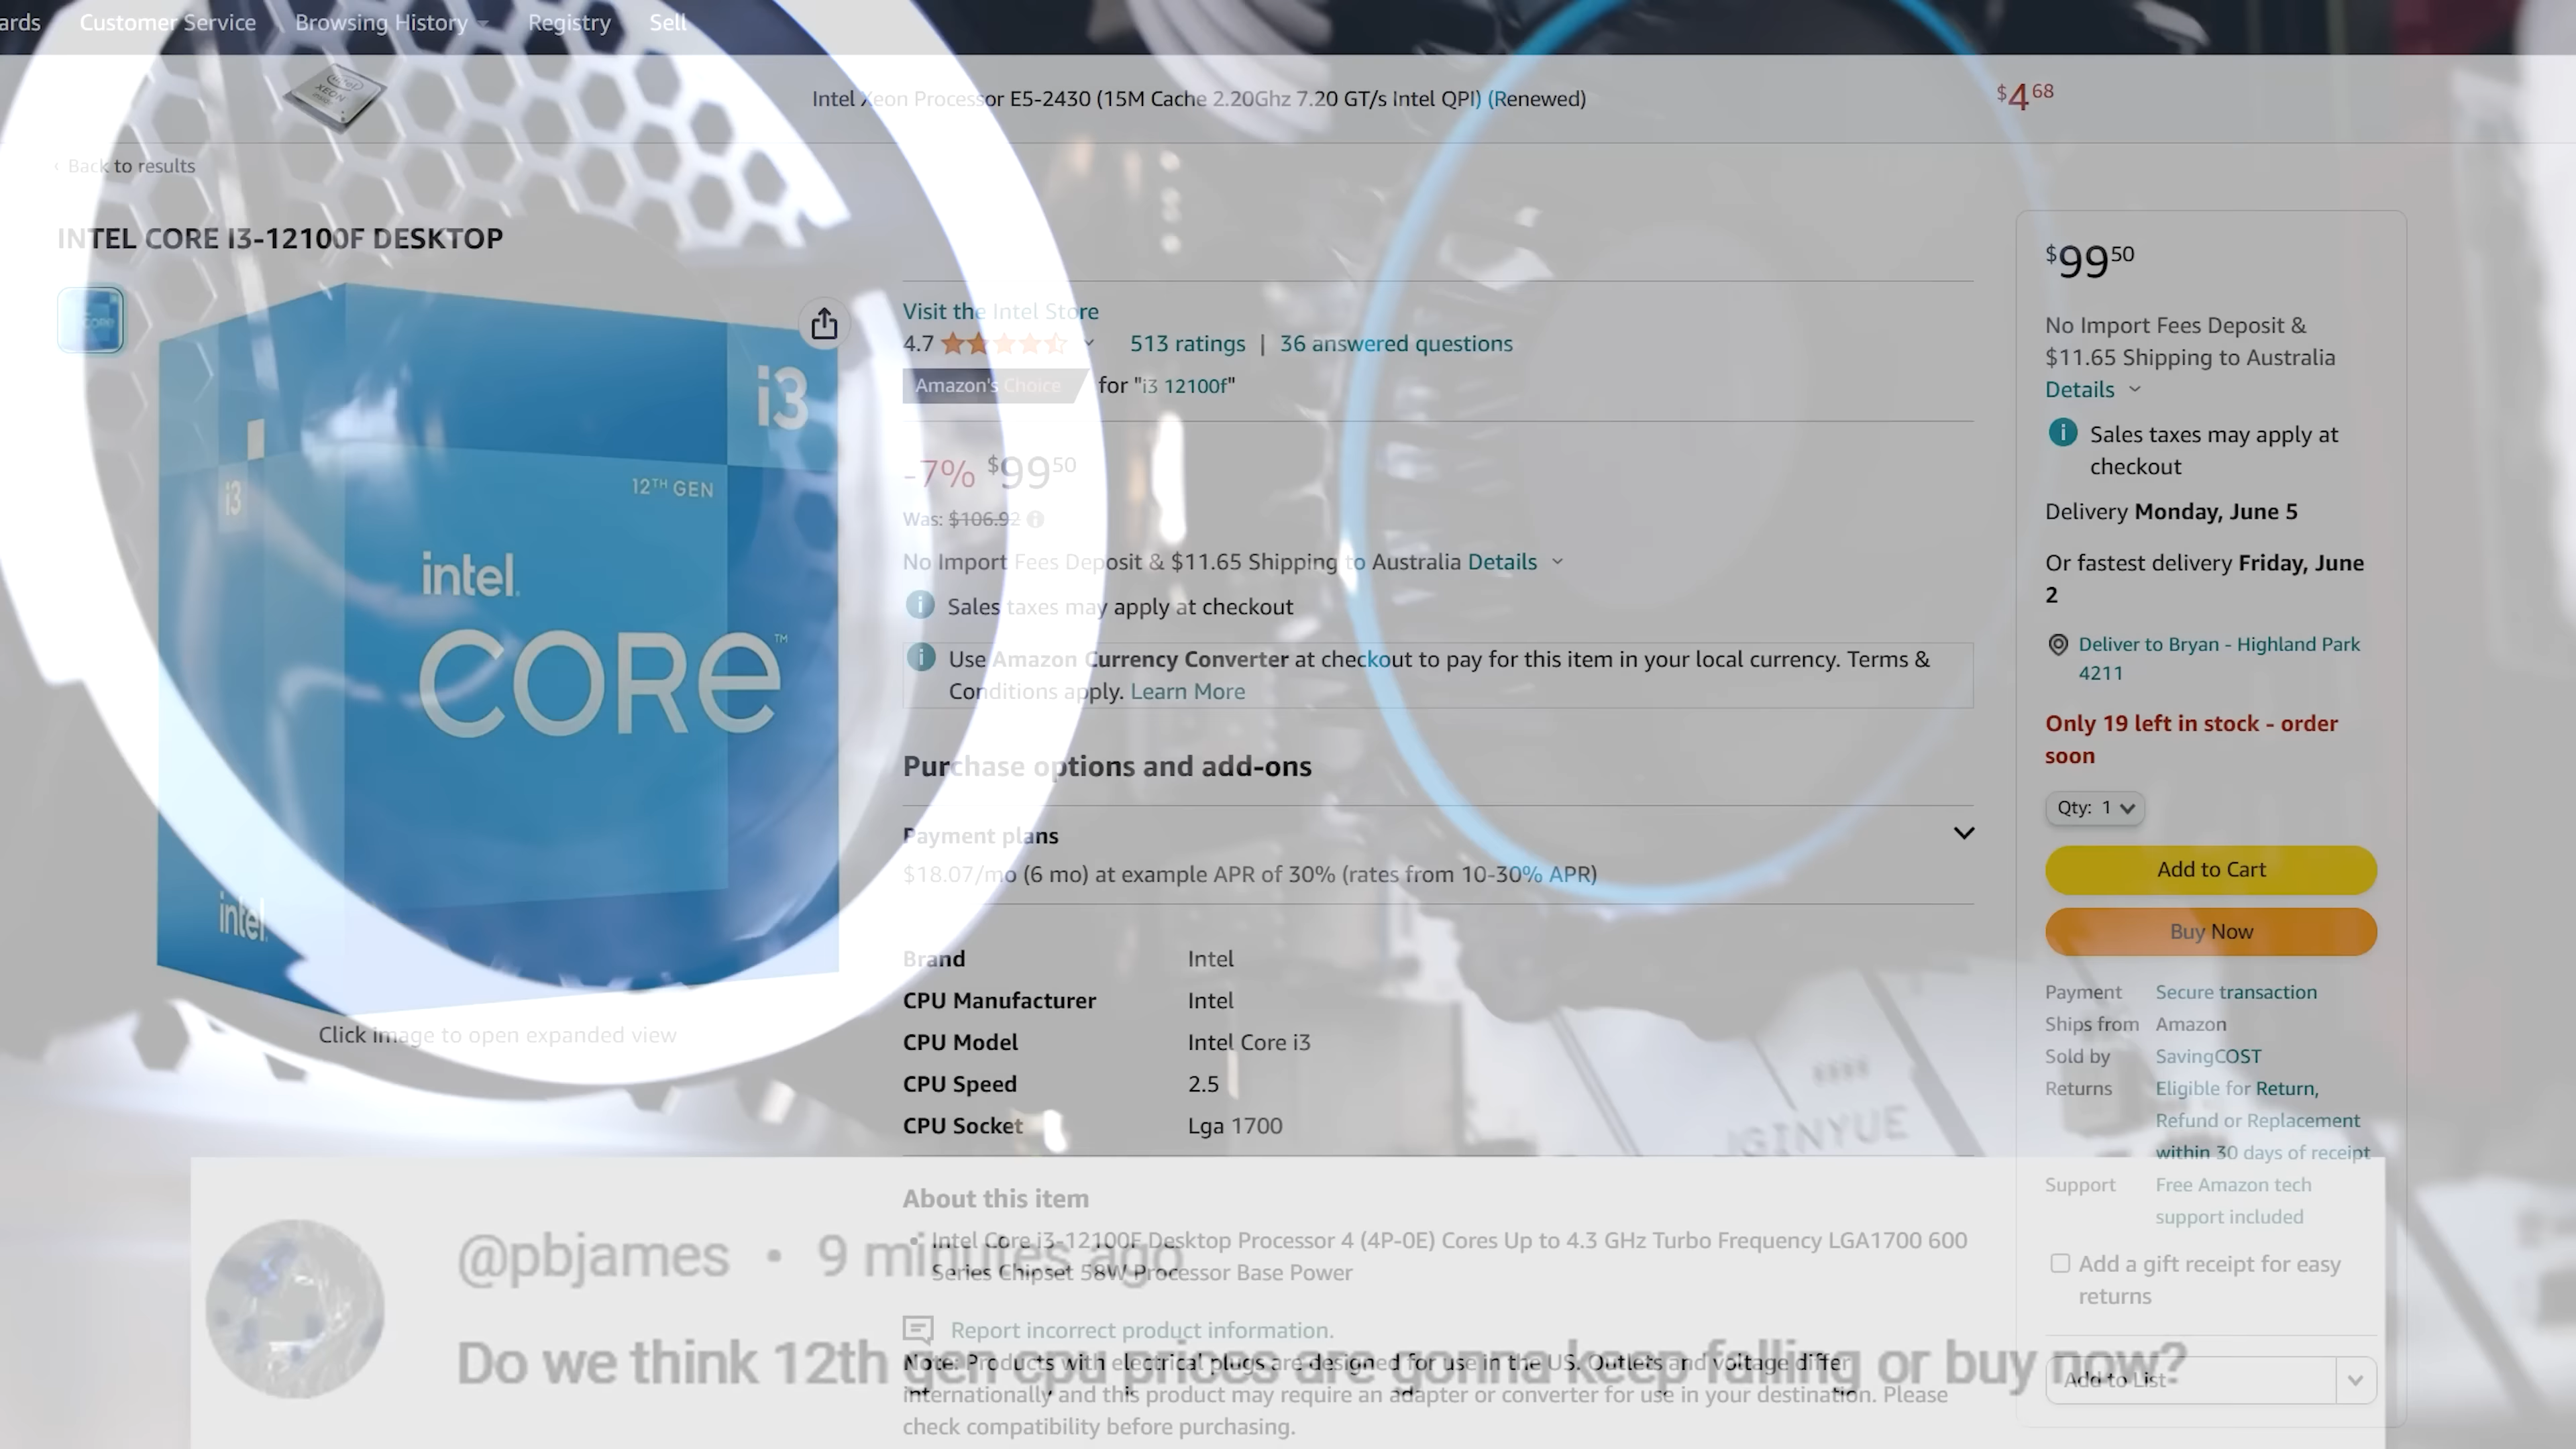 ards Customer Service Browsing History Registry Sell
Intel Xeon Processor E5-2430 (15M Cache 2.20Ghz 7.20 GT/s Intel QPI) (Renewed)
$4.68
‹ Back to results
INTEL CORE I3-12100F DESKTOP
i3
i3
12TH GEN
intel.
CORE™
intel.
Click image to open expanded view
Visit the Intel Store
4.7
513 ratings | 36 answered questions
Amazon's Choice for "i3 12100f"
-7% $99.50
Was: $106.92
No Import Fees Deposit & $11.65 Shipping to Australia Details
Sales taxes may apply at checkout
Use Amazon Currency Converter at checkout to pay for this item in your local currency. Terms &
Conditions apply. Learn More
Purchase options and add-ons
Payment plans
$18.07/mo (6 mo) at example APR of 30% (rates from 10-30% APR)
Brand Intel
CPU Manufacturer Intel
CPU Model Intel Core i3
CPU Speed 2.5
CPU Socket Lga 1700
About this item
Intel Core i3-12100F Desktop Processor 4 (4P-0E) Cores Up to 4.3 GHz Turbo Frequency LGA1700 600
Series Chipset 58W Processor Base Power
Report incorrect product information.
Note: Products with electrical plugs are designed for use in the US. Outlets and voltage differ
internationally and this product may require an adapter or converter for use in your destination. Please
check compatibility before purchasing.
$99.50
No Import Fees Deposit &
$11.65 Shipping to Australia
Details
Sales taxes may apply at
checkout
Delivery Monday, June 5
Or fastest delivery Friday, June
2
Deliver to Bryan - Highland Park
4211
Only 19 left in stock - order
soon
Qty: 1
Add to Cart
Buy Now
Payment Secure transaction
Ships from Amazon
Sold by SavingCOST
Returns Eligible for Return,
Refund or Replacement
within 30 days of receipt
Support Free Amazon tech
support included
Add a gift receipt for easy
returns
Add to List
@pbjames • 9 minutes ago
Do we think 12th gen cpu prices are gonna keep falling or buy now?